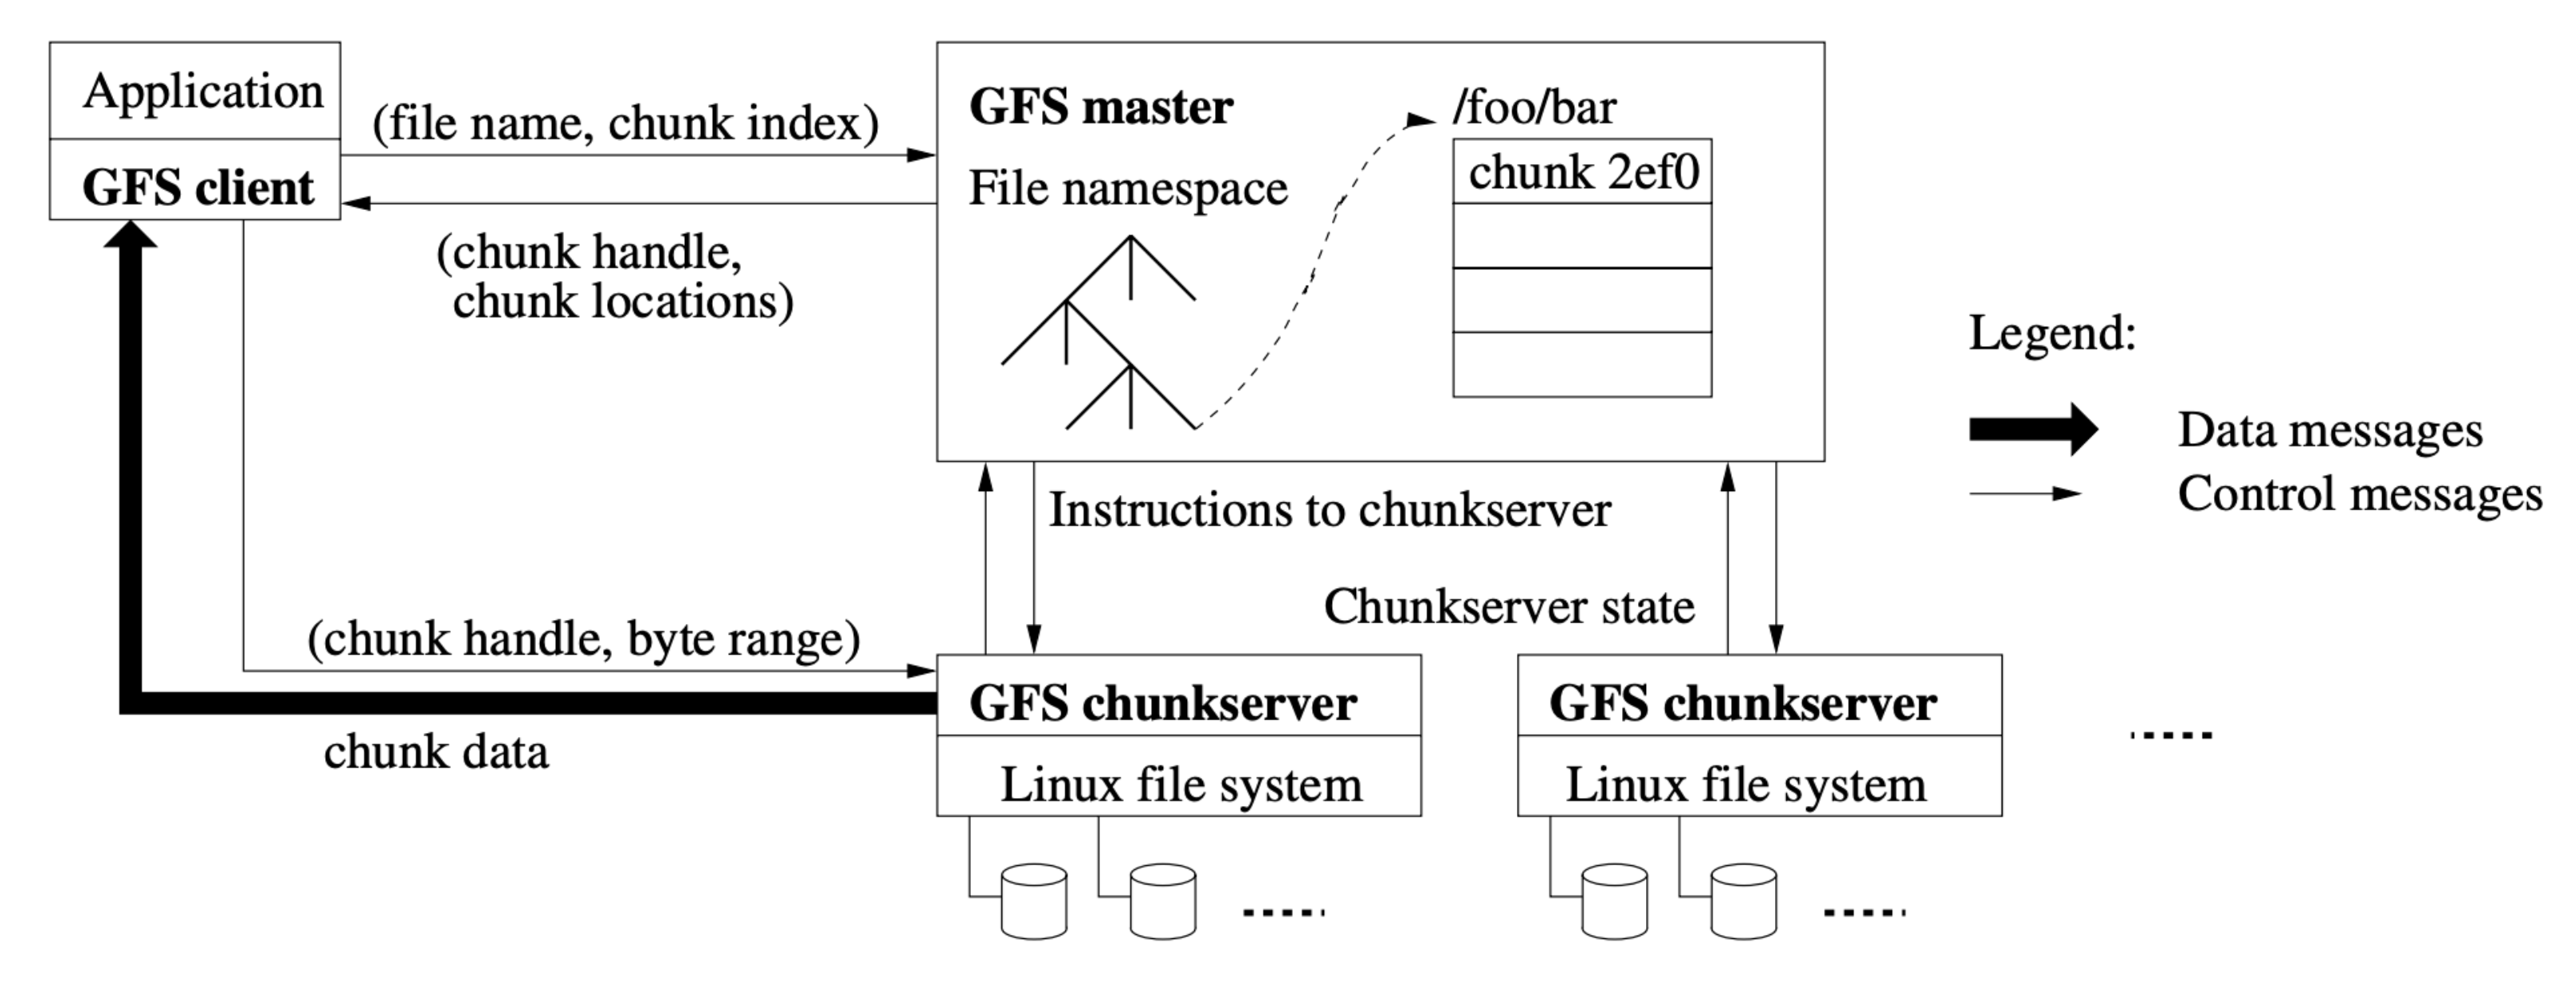 Application
GFS client
(file name, chunk index)
(chunk handle,
chunk locations)
GFS master
File namespace
/foo/bar
chunk 2ef0
Legend:
Data messages
Control messages
Instructions to chunkserver
Chunkserver state
(chunk handle, byte range)
chunk data
GFS chunkserver
Linux file system
GFS chunkserver
Linux file system